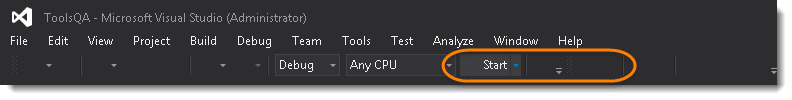 ToolsQA - Microsoft Visual Studio (Administrator)
File Edit View Project Build Debug Team Tools Test Analyze Window Help
Debug Any CPU Start